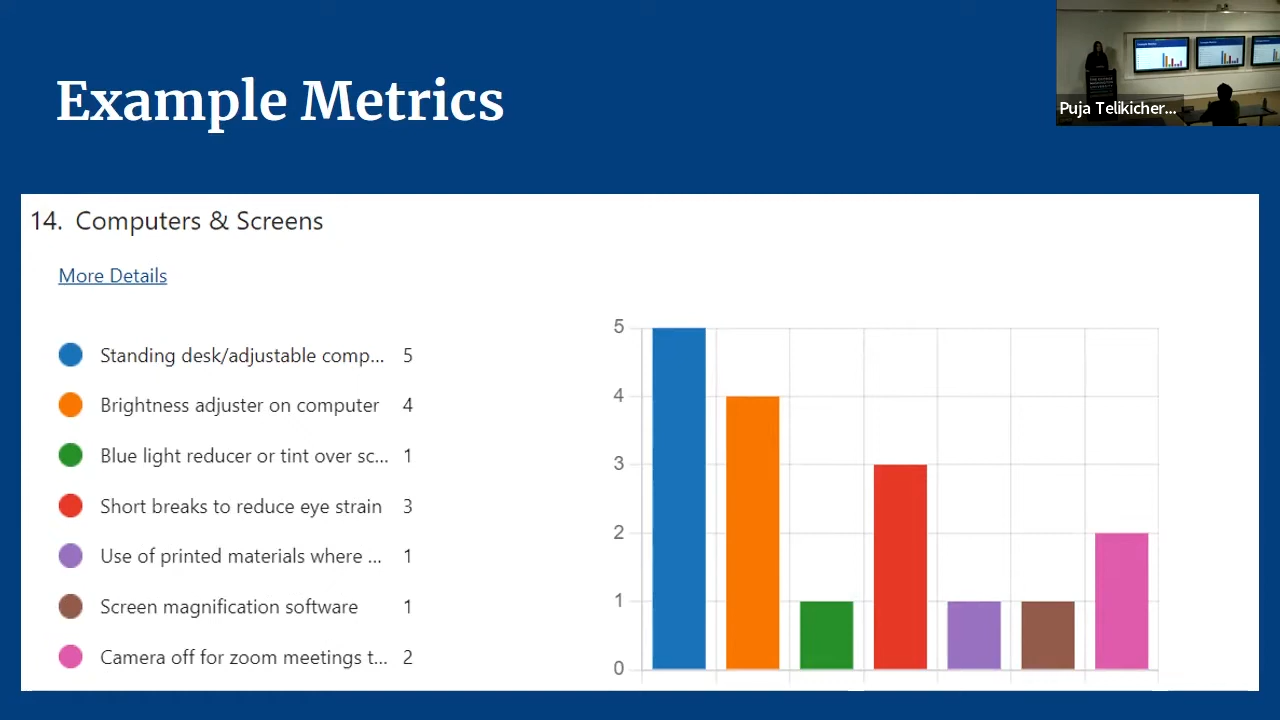 Example Metrics
Puja Telikicher...
14. Computers & Screens
More Details
Standing desk/adjustable comp... 5
Brightness adjuster on computer 4
Blue light reducer or tint over sc... 1
Short breaks to reduce eye strain 3
Use of printed materials where ... 1
Screen magnification software 1
Camera off for zoom meetings t... 2
5
4
3
2
1
0